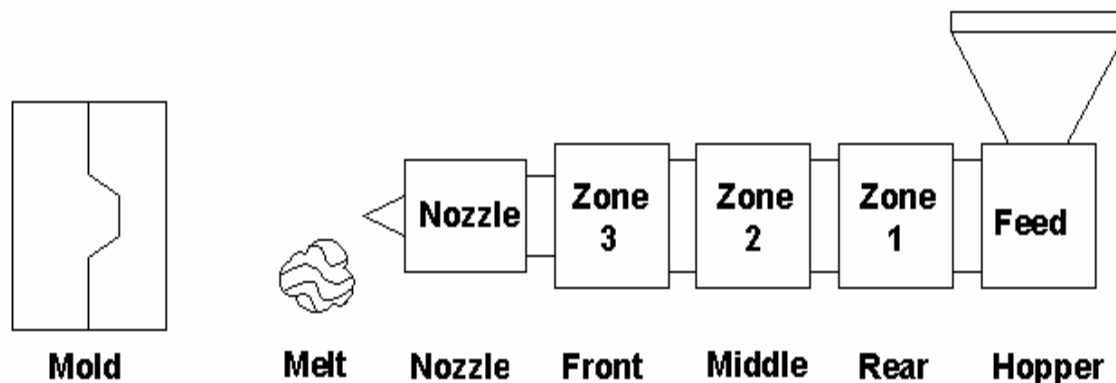 Nozzle
Zone
3
Zone
2
Zone
1
Feed
Mold
Melt
Nozzle
Front
Middle
Rear
Hopper